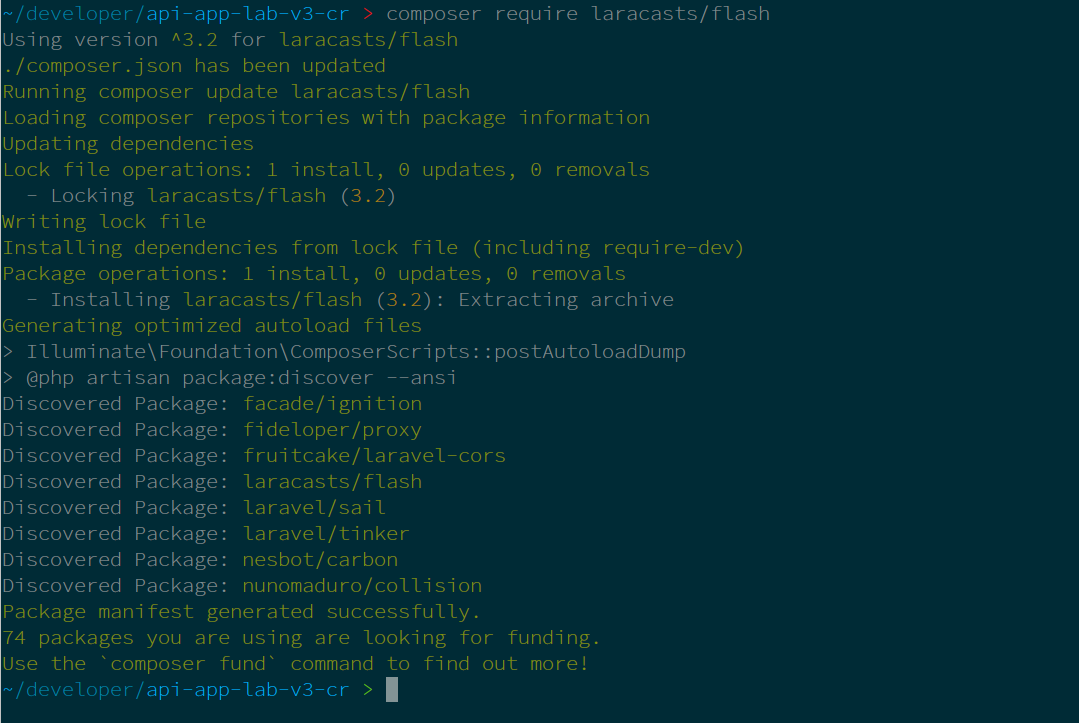 ~/developer/api-app-lab-v3-cr > composer require laracasts/flash
Using version ^3.2 for laracasts/flash
./composer.json has been updated
Running composer update laracasts/flash
Loading composer repositories with package information
Updating dependencies
Lock file operations: 1 install, 0 updates, 0 removals
  - Locking laracasts/flash (3.2)
Writing lock file
Installing dependencies from lock file (including require-dev)
Package operations: 1 install, 0 updates, 0 removals
  - Installing laracasts/flash (3.2): Extracting archive
Generating optimized autoload files
> Illuminate\Foundation\ComposerScripts::postAutoloadDump
> @php artisan package:discover --ansi
Discovered Package: facade/ignition
Discovered Package: fideloper/proxy
Discovered Package: fruitcake/laravel-cors
Discovered Package: laracasts/flash
Discovered Package: laravel/sail
Discovered Package: laravel/tinker
Discovered Package: nesbot/carbon
Discovered Package: nunomaduro/collision
Package manifest generated successfully.
74 packages you are using are looking for funding.
Use the `composer fund` command to find out more!
~/developer/api-app-lab-v3-cr >